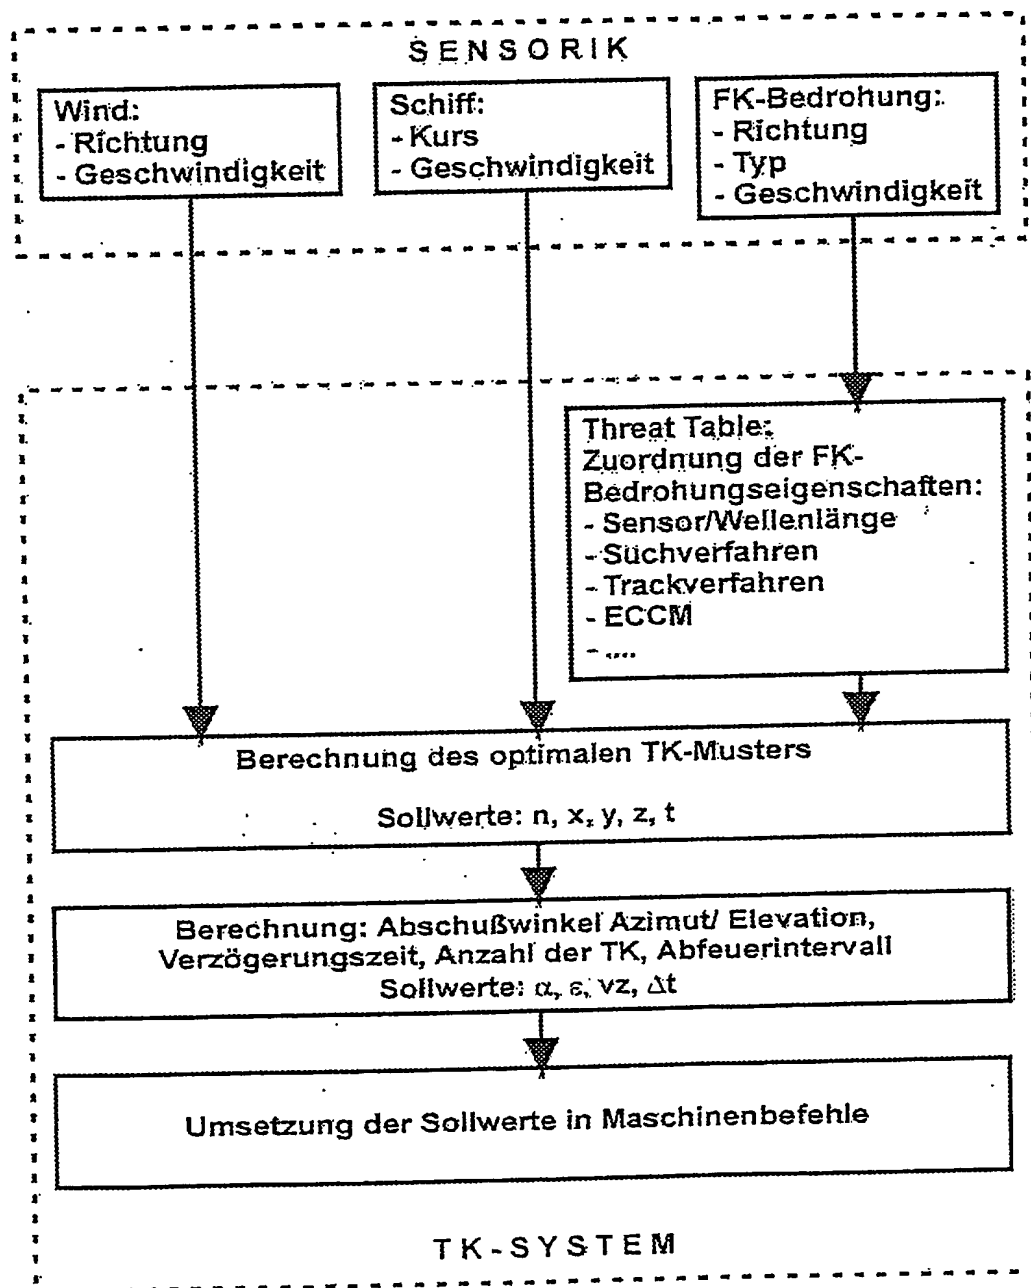 SENSORIK
Wind:
- Richtung
- Geschwindigkeit
Schiff:
- Kurs
- Geschwindigkeit
FK-Bedrohung:
- Richtung
- Typ
- Geschwindigkeit
Threat Table:
Zuordnung der FK-
Bedrohungseigenschaften:
- Sensor/Wellenlänge
- Suchverfahren
- Trackverfahren
- ECCM
- ....
Berechnung des optimalen TK-Musters
Sollwerte: n, x, y, z, t
Berechnung: Abschußwinkel Azimut/ Elevation,
Verzögerungszeit, Anzahl der TK, Abfeuerintervall
Sollwerte: α, ε, vz, Δt
Umsetzung der Sollwerte in Maschinenbefehle
TK-SYSTEM